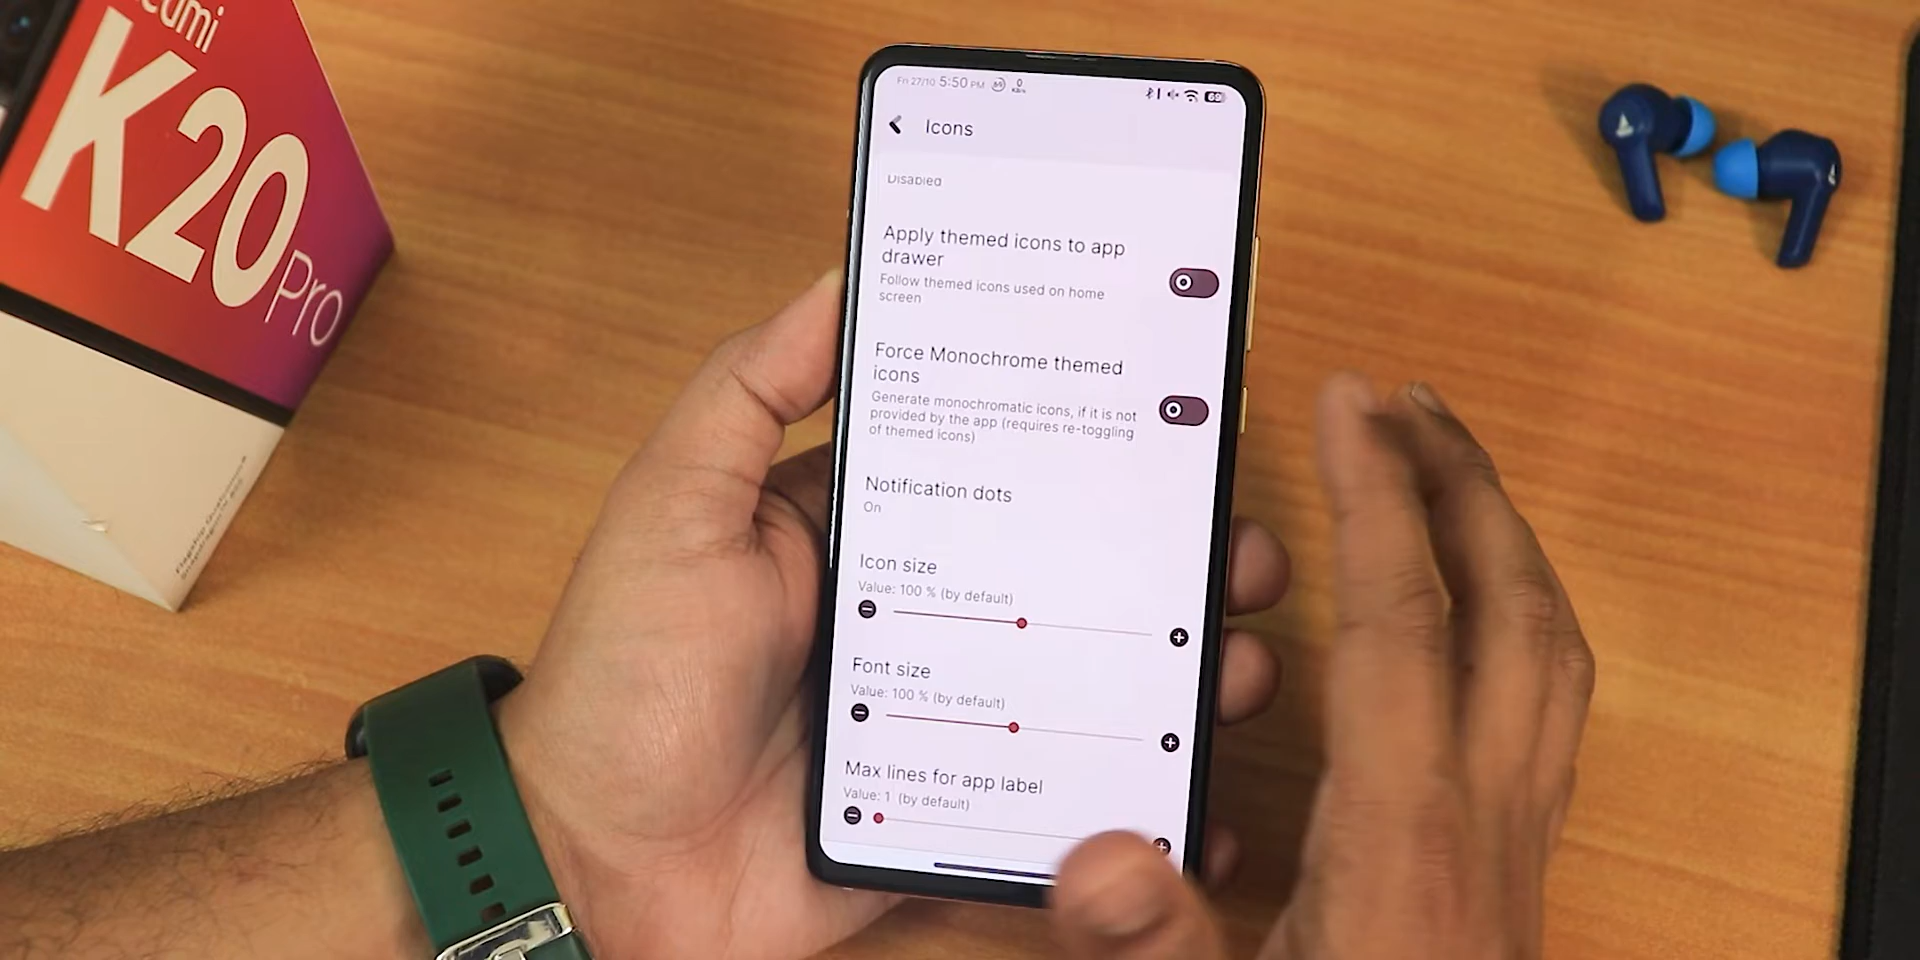 K20
Pro
Fri 27/10 5:50 PM
69
Icons
Disabled
Apply themed icons to app
drawer
Follow themed icons used on home
screen
Force Monochrome themed
icons
Generate monochromatic icons, if it is not
provided by the app (requires re-toggling
of themed icons)
Notification dots
On
Icon size
Value: 100 % (by default)
Font size
Value: 100 % (by default)
Max lines for app label
Value: 1 (by default)